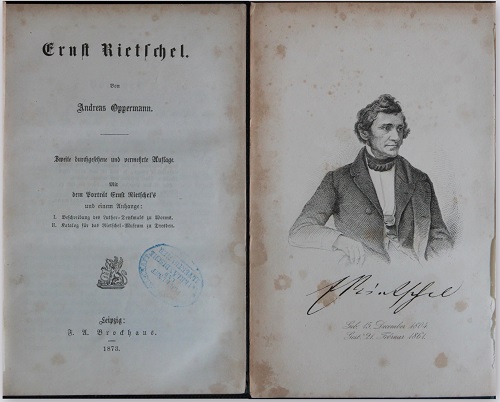 Ernst Rietschel.
Von
Andreas Oppermann.
Zweite durchgesehene und vermehrte Auflage.
Mit
dem Porträt Ernst Rietschel's
und einem Anhange:
I. Beschreibung des Luther-Denkmals zu Worms.
II. Katalog für das Rietschel-Museum zu Dresden.
Leipzig:
F. A. Brockhaus.
1873.
ERietschel
Geb. 15. December 1804.
Gest. 21. Februar 1861.